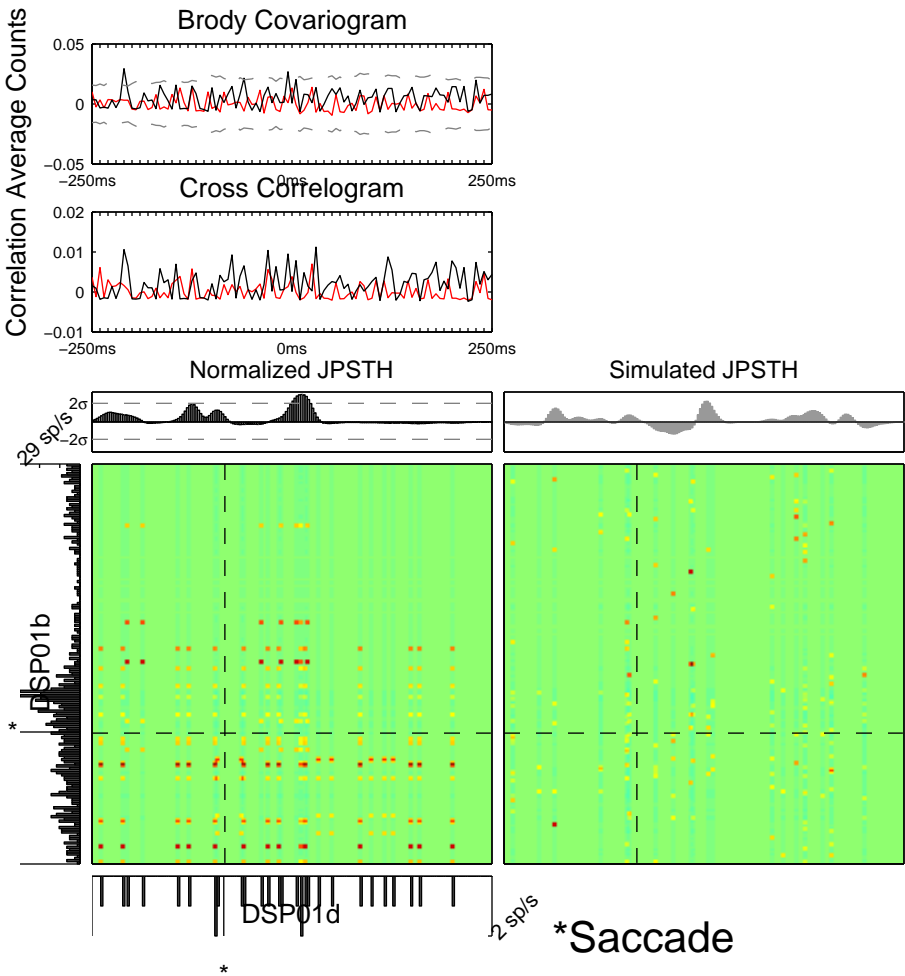 Brody Covariogram
Correlation Average Counts
0.05
0
−0.05
−250ms
0ms
250ms
Cross Correlogram
0.02
0.01
0
−0.01
−250ms
0ms
250ms
Normalized JPSTH
Simulated JPSTH
2σ
−2σ
29 sp/s
DSP01b
*
DSP01d
2 sp/s
*
*Saccade